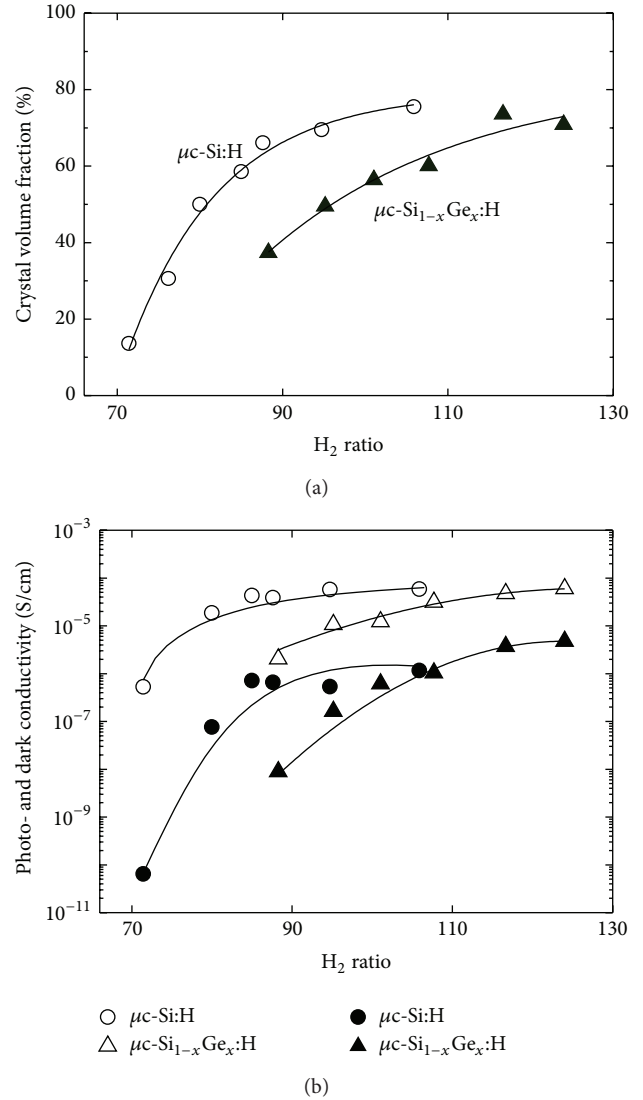 100
80
60
40
20
0
Crystal volume fraction (%)
μc-Si:H
μc-Si₁₋ₓGeₓ:H
70 90 110 130
H₂ ratio
(a)
10⁻³
10⁻⁵
10⁻⁷
10⁻⁹
10⁻¹¹
Photo- and dark conductivity (S/cm)
70 90 110 130
H₂ ratio
μc-Si:H μc-Si:H
μc-Si₁₋ₓGeₓ:H μc-Si₁₋ₓGeₓ:H
(b)